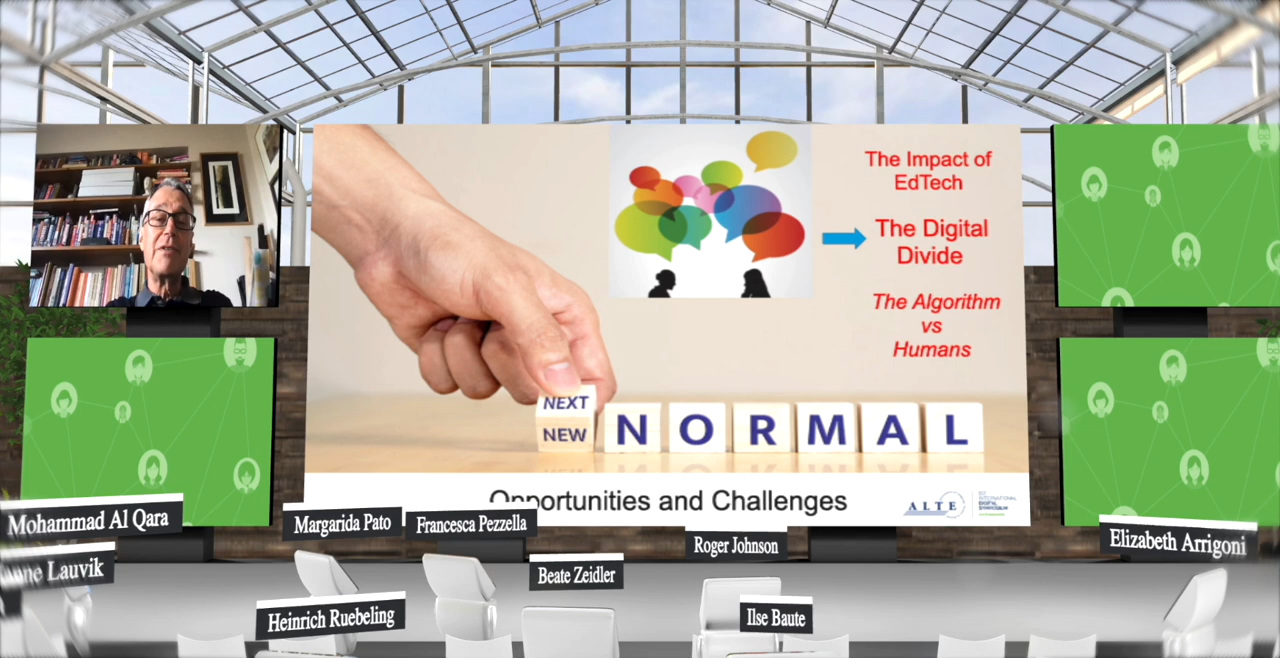 The Impact of
EdTech
The Digital
Divide
The Algorithm
vs
Humans
NEXT
NEW NORMAL
Opportunities and Challenges
ALTE
Mohammad Al Qara
Margarida Pato
Francesca Pezzella
Roger Johnson
Elizabeth Arrigoni
Lauvik
Beate Zeidler
Heinrich Ruebeling
Ilse Baute